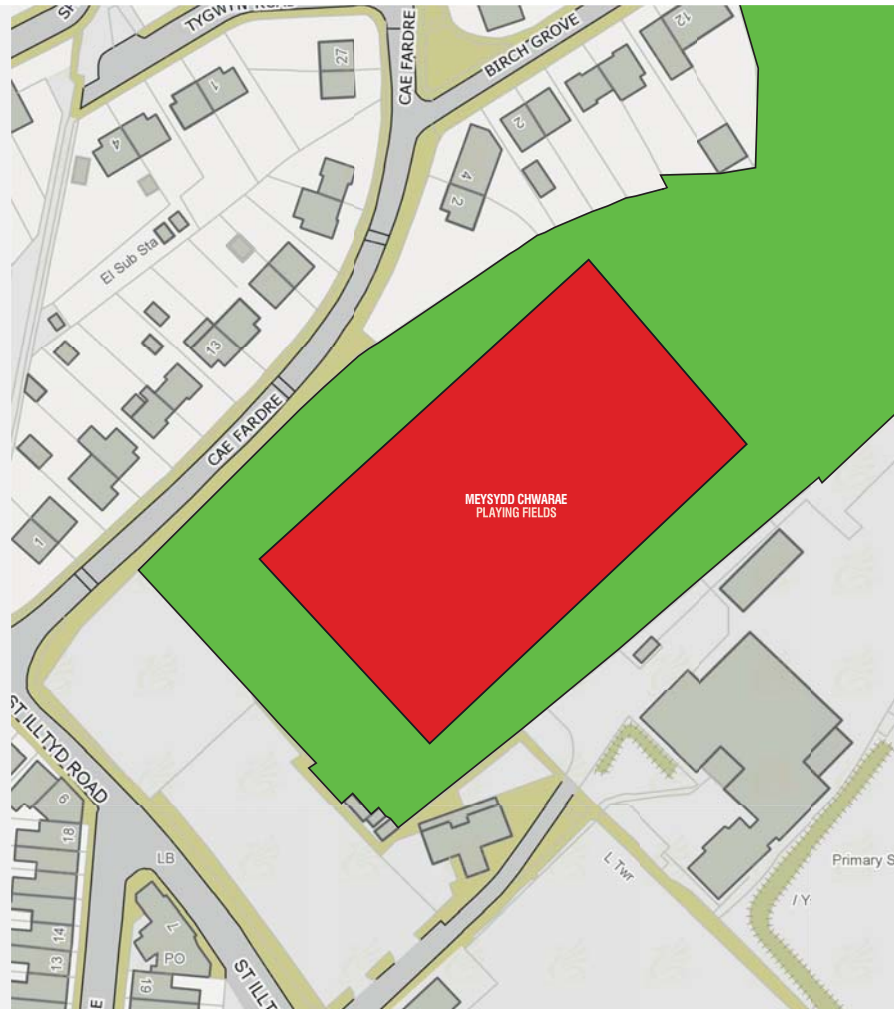 TYGWYN ROAD
CAE FARDRE
BIRCH GROVE
12
27
1
2
4
4
2
El Sub Sta
13
CAE FARDRE
1
MEYSYDD CHWARAE
PLAYING FIELDS
ST ILLTYD ROAD
9
18
LB
L Twr
Primary S
14
7
13
PO
19
ST ILLT
E